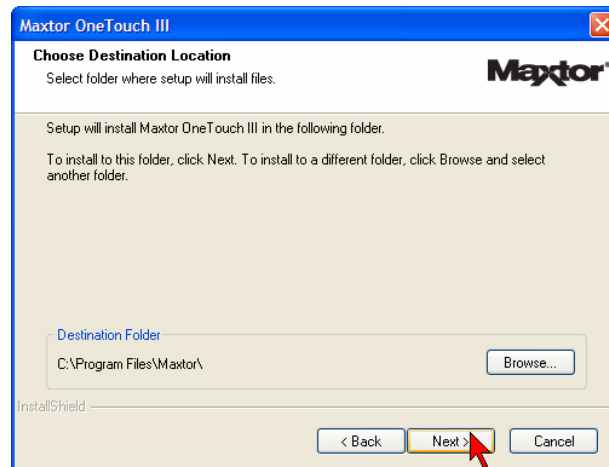 Maxtor OneTouch III
Choose Destination Location
Select folder where setup will install files.
Maxtor
Setup will install Maxtor OneTouch III in the following folder.
To install to this folder, click Next. To install to a different folder, click Browse and select
another folder.
Destination Folder
C:\Program Files\Maxtor\
Browse...
InstallShield
< Back
Next >
Cancel